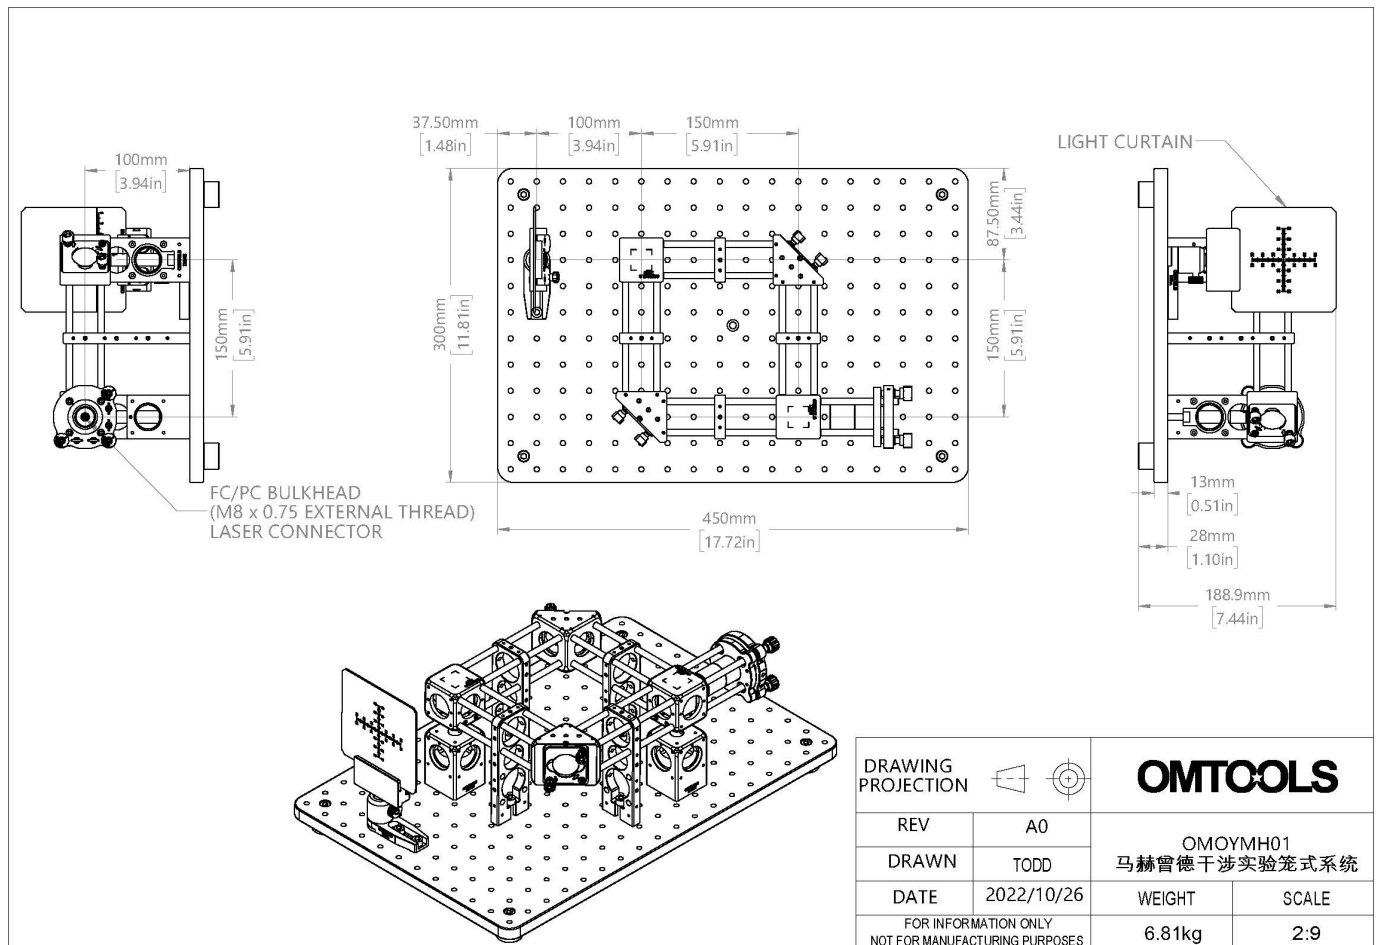 37.50mm
[1.48in]
100mm
[3.94in]
150mm
[5.91in]
LIGHT CURTAIN
100mm
[3.94in]
87.50mm
[3.44in]
150mm
[5.91in]
300mm
[11.81in]
150mm
[5.91in]
FC/PC BULKHEAD
(M8 x 0.75 EXTERNAL THREAD)
LASER CONNECTOR
450mm
[17.72in]
13mm
[0.51in]
28mm
[1.10in]
188.9mm
[7.44in]
DRAWING
PROJECTION
OMTOOLS
REV A0
DRAWN TODD
DATE 2022/10/26
OMOYMH01
马赫曾德干涉实验笼式系统
WEIGHT SCALE
6.81kg 2:9
FOR INFORMATION ONLY
NOT FOR MANUFACTURING PURPOSES